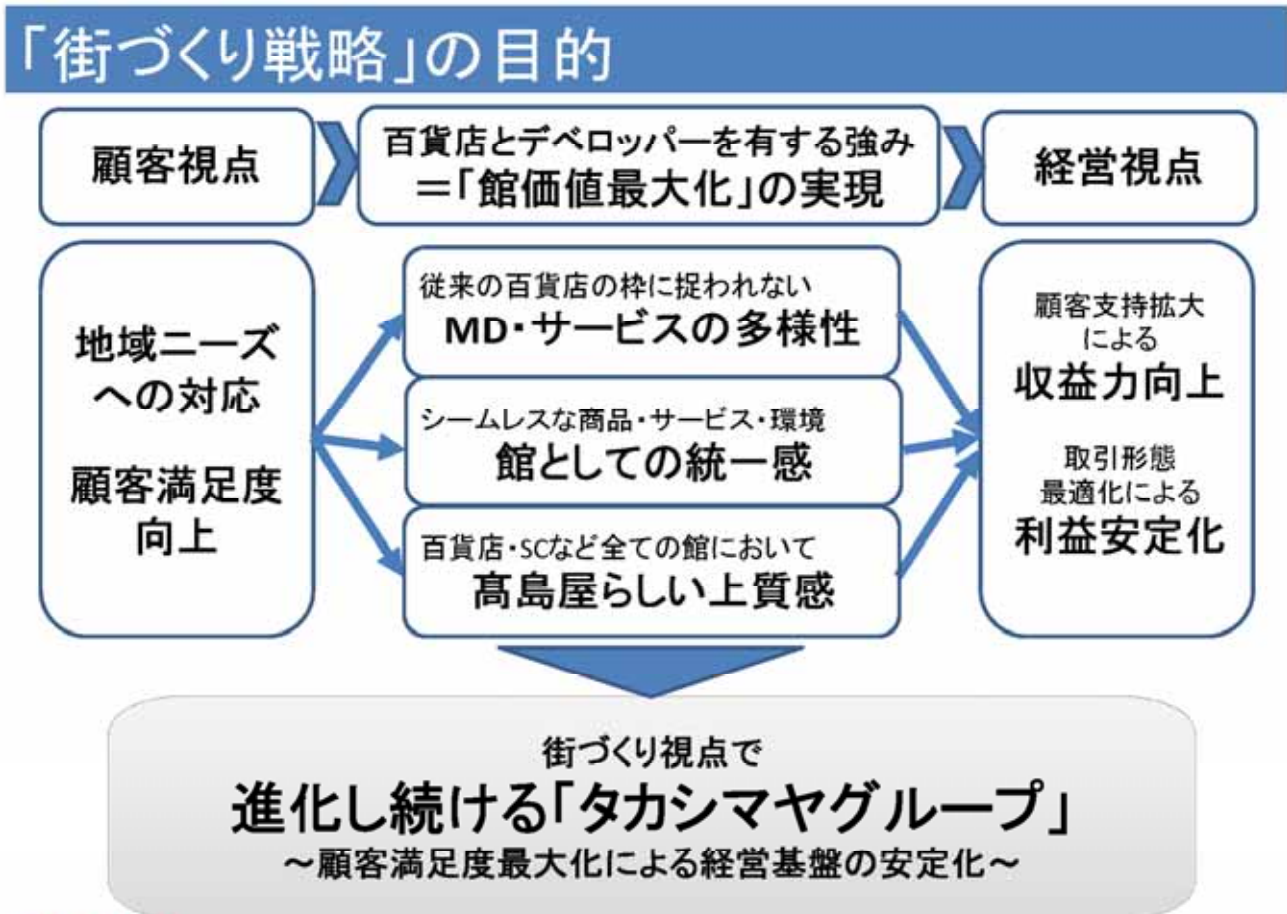 「街づくり戦略」の目的
顧客視点
百貨店とデベロッパーを有する強み
＝「館価値最大化」の実現
経営視点
地域ニーズ
への対応
顧客満足度
向上
従来の百貨店の枠に捉われない
MD・サービスの多様性
シームレスな商品・サービス・環境
館としての統一感
百貨店・SCなど全ての館において
髙島屋らしい上質感
顧客支持拡大
による
収益力向上
取引形態
最適化による
利益安定化
街づくり視点で
進化し続ける「タカシマヤグループ」
～顧客満足度最大化による経営基盤の安定化～